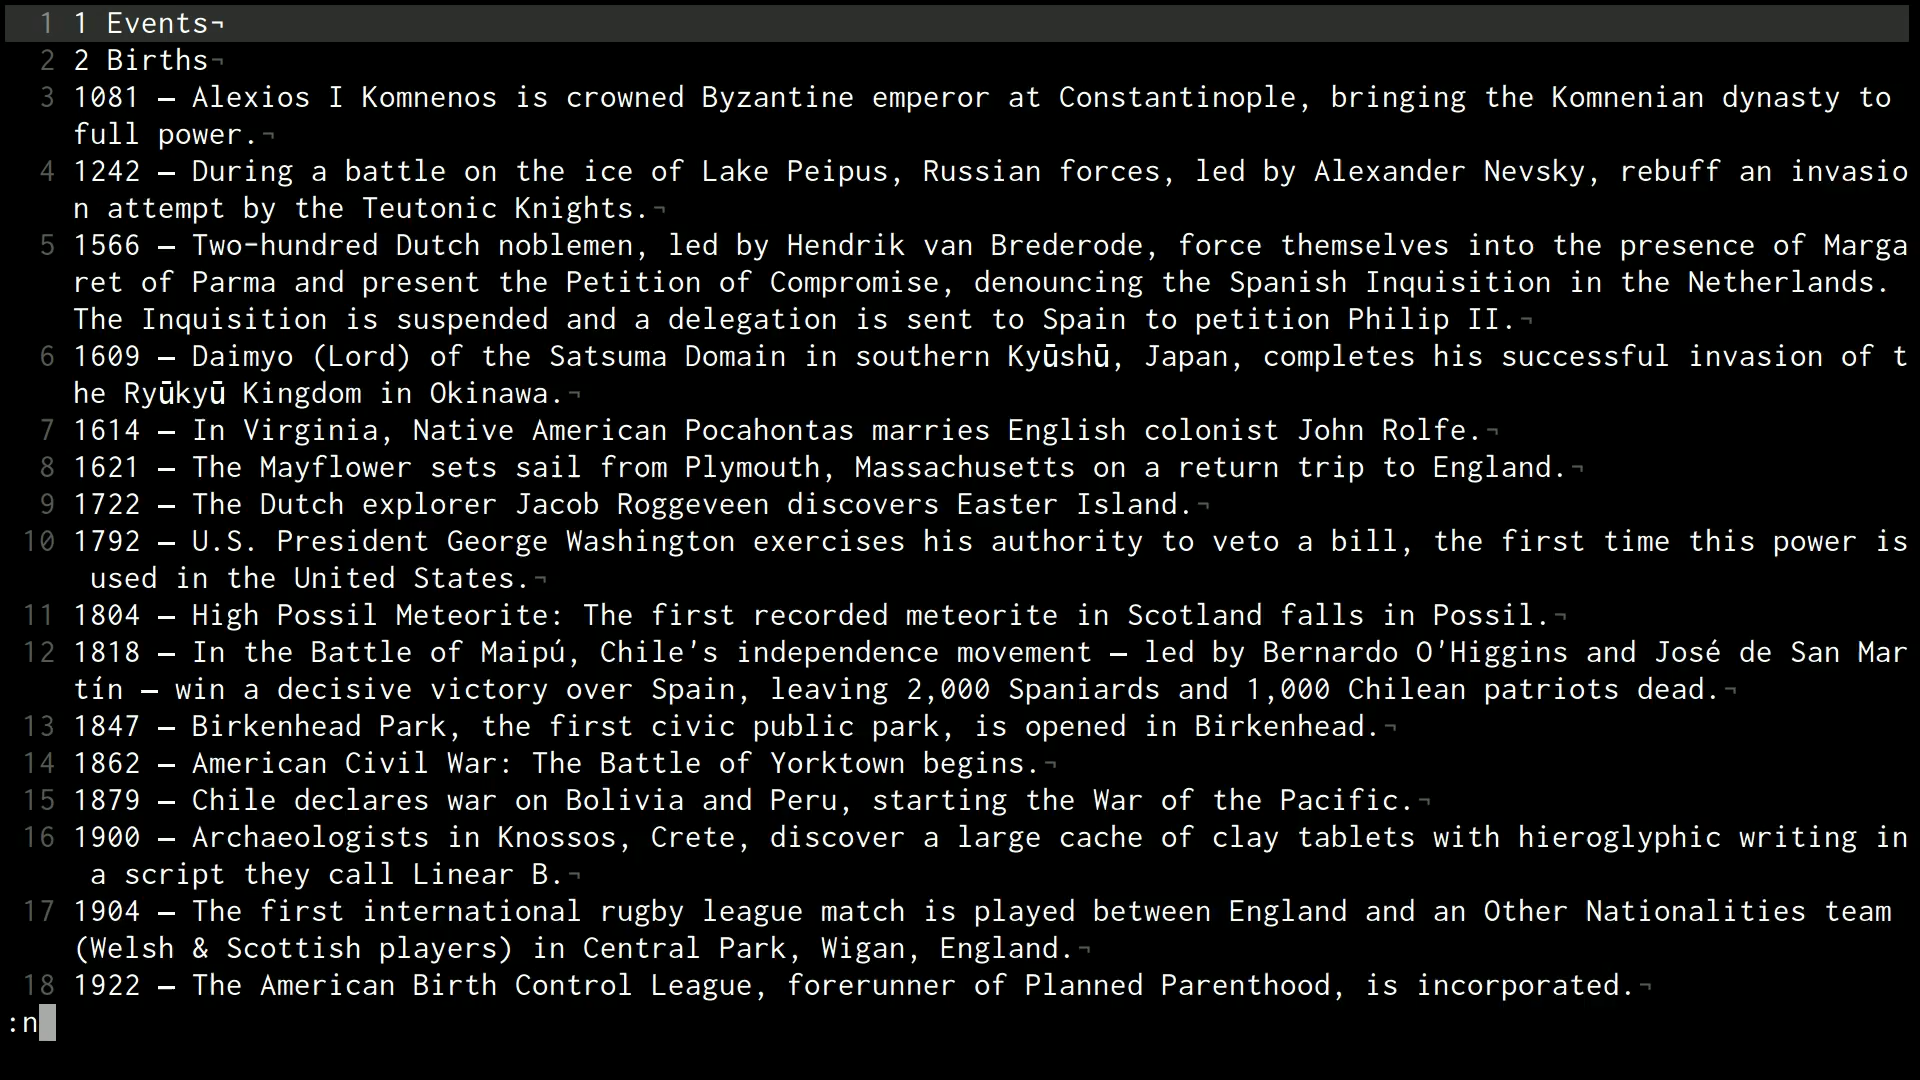 1 1 Events¬
2 2 Births¬
3 1081 – Alexios I Komnenos is crowned Byzantine emperor at Constantinople, bringing the Komnenian dynasty to
full power.¬
4 1242 – During a battle on the ice of Lake Peipus, Russian forces, led by Alexander Nevsky, rebuff an invasio
n attempt by the Teutonic Knights.¬
5 1566 – Two-hundred Dutch noblemen, led by Hendrik van Brederode, force themselves into the presence of Marga
ret of Parma and present the Petition of Compromise, denouncing the Spanish Inquisition in the Netherlands.
The Inquisition is suspended and a delegation is sent to Spain to petition Philip II.¬
6 1609 – Daimyo (Lord) of the Satsuma Domain in southern Kyūshū, Japan, completes his successful invasion of t
he Ryūkyū Kingdom in Okinawa.¬
7 1614 – In Virginia, Native American Pocahontas marries English colonist John Rolfe.¬
8 1621 – The Mayflower sets sail from Plymouth, Massachusetts on a return trip to England.¬
9 1722 – The Dutch explorer Jacob Roggeveen discovers Easter Island.¬
10 1792 – U.S. President George Washington exercises his authority to veto a bill, the first time this power is
used in the United States.¬
11 1804 – High Possil Meteorite: The first recorded meteorite in Scotland falls in Possil.¬
12 1818 – In the Battle of Maipú, Chile's independence movement – led by Bernardo O'Higgins and José de San Mar
tín – win a decisive victory over Spain, leaving 2,000 Spaniards and 1,000 Chilean patriots dead.¬
13 1847 – Birkenhead Park, the first civic public park, is opened in Birkenhead.¬
14 1862 – American Civil War: The Battle of Yorktown begins.¬
15 1879 – Chile declares war on Bolivia and Peru, starting the War of the Pacific.¬
16 1900 – Archaeologists in Knossos, Crete, discover a large cache of clay tablets with hieroglyphic writing in
a script they call Linear B.¬
17 1904 – The first international rugby league match is played between England and an Other Nationalities team
(Welsh & Scottish players) in Central Park, Wigan, England.¬
18 1922 – The American Birth Control League, forerunner of Planned Parenthood, is incorporated.¬
:n